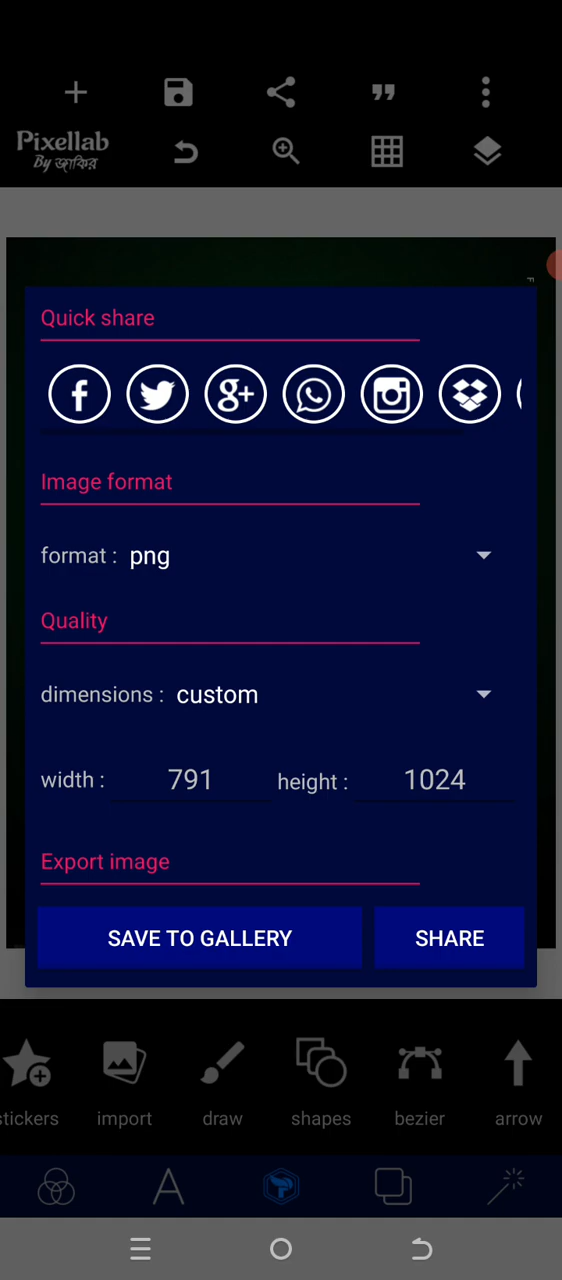 Pixellab
By জাকির
Quick share
Image format
format : png
Quality
dimensions : custom
width : 791 height : 1024
Export image
SAVE TO GALLERY SHARE
stickers import draw shapes bezier arrow